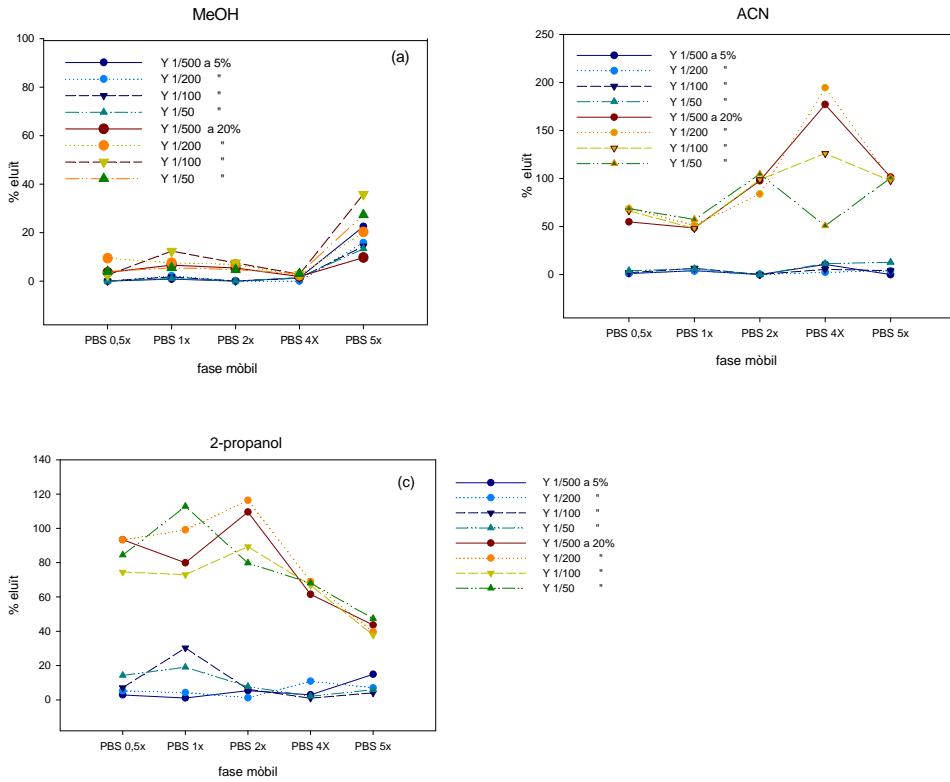 MeOH
100
80
60
40
20
0
% eluït
(a)
Y 1/500 a 5%
Y 1/200 "
Y 1/100 "
Y 1/50 "
Y 1/500 a 20%
Y 1/200 "
Y 1/100 "
Y 1/50 "
PBS 0,5x PBS 1x PBS 2x PBS 4X PBS 5x
fase mòbil
ACN
250
200
150
100
50
0
% eluït
Y 1/500 a 5%
Y 1/200 "
Y 1/100 "
Y 1/50 "
Y 1/500 a 20%
Y 1/200 "
Y 1/100 "
Y 1/50 "
PBS 0,5x PBS 1x PBS 2x PBS 4X PBS 5x
fase mòbil
2-propanol
140
120
100
80
60
40
20
0
% eluït
(c)
PBS 0,5x PBS 1x PBS 2x PBS 4X PBS 5x
fase mòbil
Y 1/500 a 5%
Y 1/200 "
Y 1/100 "
Y 1/50 "
Y 1/500 a 20%
Y 1/200 "
Y 1/100 "
Y 1/50 "